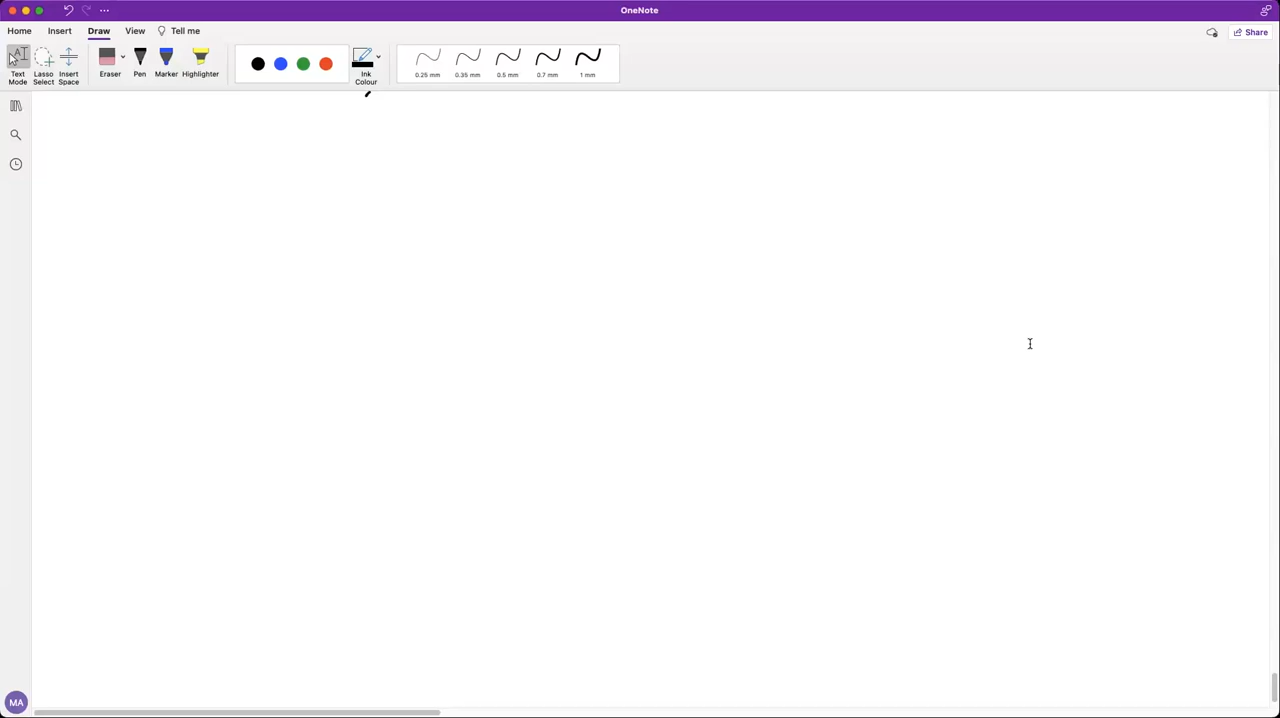 OneNote
Home Insert Draw View Tell me
Share
Text Mode
Lasso Select
Insert Space
Eraser
Pen
Marker
Highlighter
Ink Colour
0.25 mm
0.35 mm
0.5 mm
0.7 mm
1 mm
MA